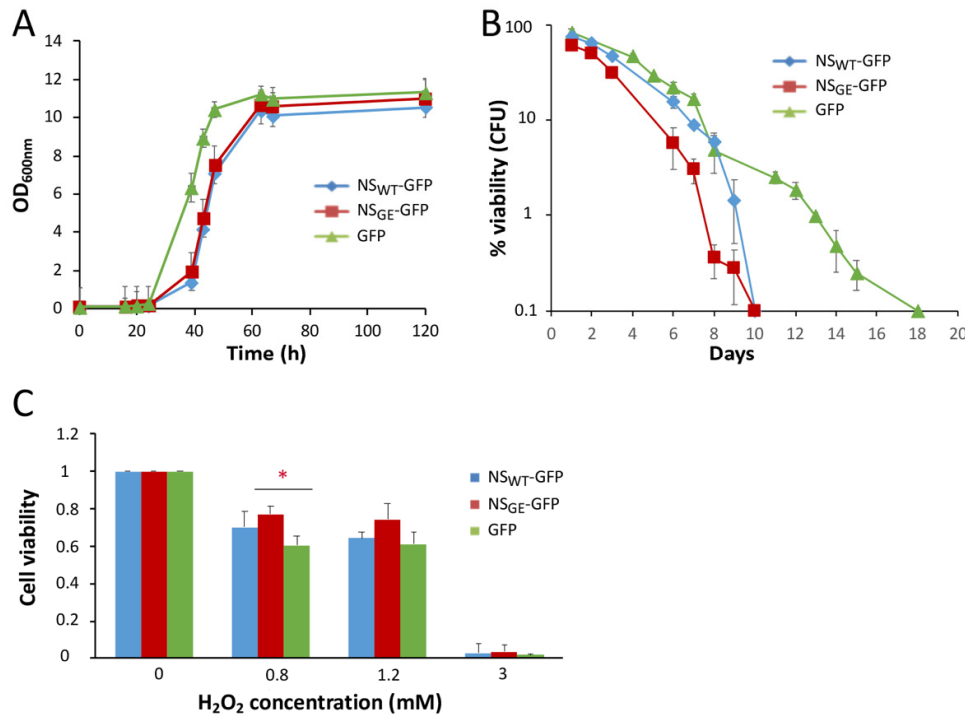 A
14
12
10
8
6
4
2
0
OD600nm
0 20 40 60 80 100 120
Time (h)
NSWT-GFP
NSGE-GFP
GFP
B
100
10
1
0.1
% viability (CFU)
0 2 4 6 8 10 12 14 16 18 20
Days
NSWT-GFP
NSGE-GFP
GFP
C
1.2
1
0.8
0.6
0.4
0.2
0
Cell viability
*
0 0.8 1.2 3
H2O2 concentration (mM)
NSWT-GFP
NSGE-GFP
GFP